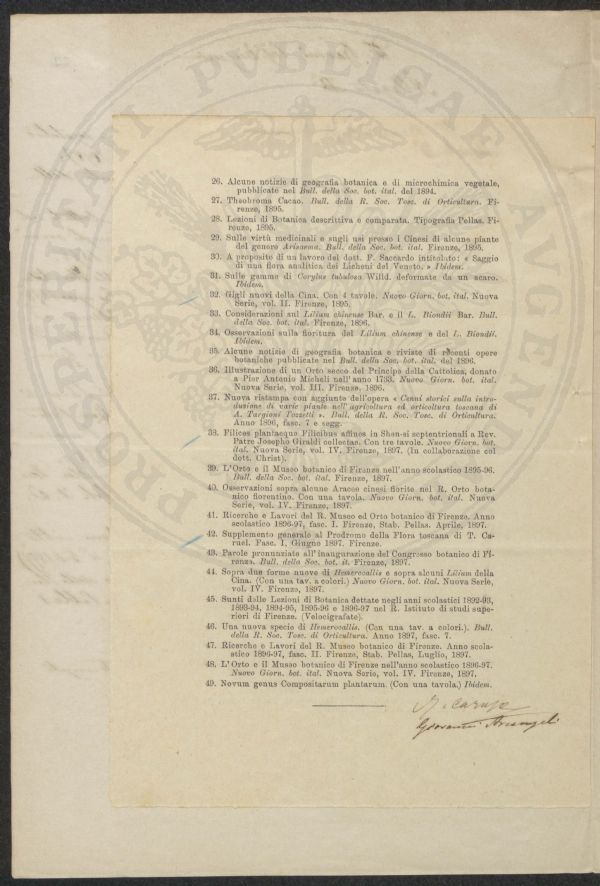 26. Alcune notizie di geografia botanica e di microchimica vegetale,
pubblicate nel Bull. della Soc. bot. ital. del 1894.
27. Theobroma Cacao. Bull. della R. Soc. Tosc. di Orticultura. Fi-
renze, 1895.
28. Lezioni di Botanica descrittiva e comparata. Tipografia Pellas. Fi-
renze, 1895.
29. Sulle virtù medicinali e sugli usi presso i Cinesi di alcune piante
del genere Arisaema. Bull. della Soc. bot. ital. Firenze, 1895.
30. A proposito di un lavoro del dott. F. Saccardo intitolato: « Saggio
di una flora analitica dei Licheni del Veneto. » Ibidem.
31. Sulle gemme di Corylus tubulosa Willd. deformate da un acaro.
Ibidem.
32. Gigli nuovi della Cina. Con 4 tavole. Nuovo Giorn. bot. ital. Nuova
Serie, vol. II. Firenze, 1895.
33. Considerazioni sul Lilium chinense Bar. e il L. Biondii Bar. Bull.
della Soc. bot. ital. Firenze, 1896.
34. Osservazioni sulla fioritura del Lilium chinense e del L. Biondii.
Ibidem.
35. Alcune notizie di geografia botanica e riviste di recenti opere
botaniche pubblicate nel Bull. della Soc. bot. ital. del 1896.
36. Illustrazione di un Orto secco del Principe della Cattolica, donato
a Pier Antonio Micheli nell'anno 1733. Nuovo Giorn. bot. ital.
Nuova Serie, vol. III. Firenze, 1896.
37. Nuova ristampa con aggiunte dell'opera « Cenni storici sulla intro-
duzione di varie piante nell'agricoltura ed orticoltura toscana di
A. Targioni Tozzetti ». Bull. della R. Soc. Tosc. di Orticultura.
Anno 1896, fasc. 7 e segg.
38. Filices plantaeque Filicibus affines in Shen-si septentrionali a Rev.
Patre Josepho Giraldi collectae. Con tre tavole. Nuovo Giorn. bot.
ital. Nuova Serie, vol. IV. Firenze, 1897. (In collaborazione col
dott. Christ).
39. L'Orto e il Museo botanico di Firenze nell'anno scolastico 1895-96.
Bull. della Soc. bot. ital. Firenze, 1897.
40. Osservazioni sopra alcune Aracee cinesi fiorite nel R. Orto bota-
nico fiorentino. Con una tavola. Nuovo Giorn. bot. ital. Nuova
Serie, vol. IV. Firenze, 1897.
41. Ricerche e Lavori del R. Museo ed Orto botanico di Firenze. Anno
scolastico 1896-97, fasc. I. Firenze, Stab. Pellas. Aprile, 1897.
42. Supplemento generale al Prodromo della Flora toscana di T. Ca-
ruel. Fasc. I, Giugno 1897. Firenze.
43. Parole pronunziate all'inaugurazione del Congresso botanico di Fi-
renze. Bull. della Soc. bot. it. Firenze, 1897.
44. Sopra due forme nuove di Hemerocallis e sopra alcuni Lilium della
Cina. (Con una tav. a colori.) Nuovo Giorn. bot. ital. Nuova Serie,
vol. IV. Firenze, 1897.
45. Sunti delle Lezioni di Botanica dettate negli anni scolastici 1892-93,
1893-94, 1894-95, 1895-96 e 1896-97 nel R. Istituto di studi supe-
riori di Firenze. (Velocigrafate).
46. Una nuova specie di Hemerocallis. (Con una tav. a colori.). Bull.
della R. Soc. Tosc. di Orticultura. Anno 1897, fasc. 7.
47. Ricerche e Lavori del R. Museo botanico di Firenze. Anno scola-
stico 1896-97, fasc. II. Firenze, Stab. Pellas, Luglio, 1897.
48. L'Orto e il Museo botanico di Firenze nell'anno scolastico 1896-97.
Nuovo Giorn. bot. ital. Nuova Serie, vol. IV. Firenze, 1897.
49. Novum genus Compositarum plantarum. (Con una tavola.) Ibidem.
Caruso
Giovanni Arcangeli